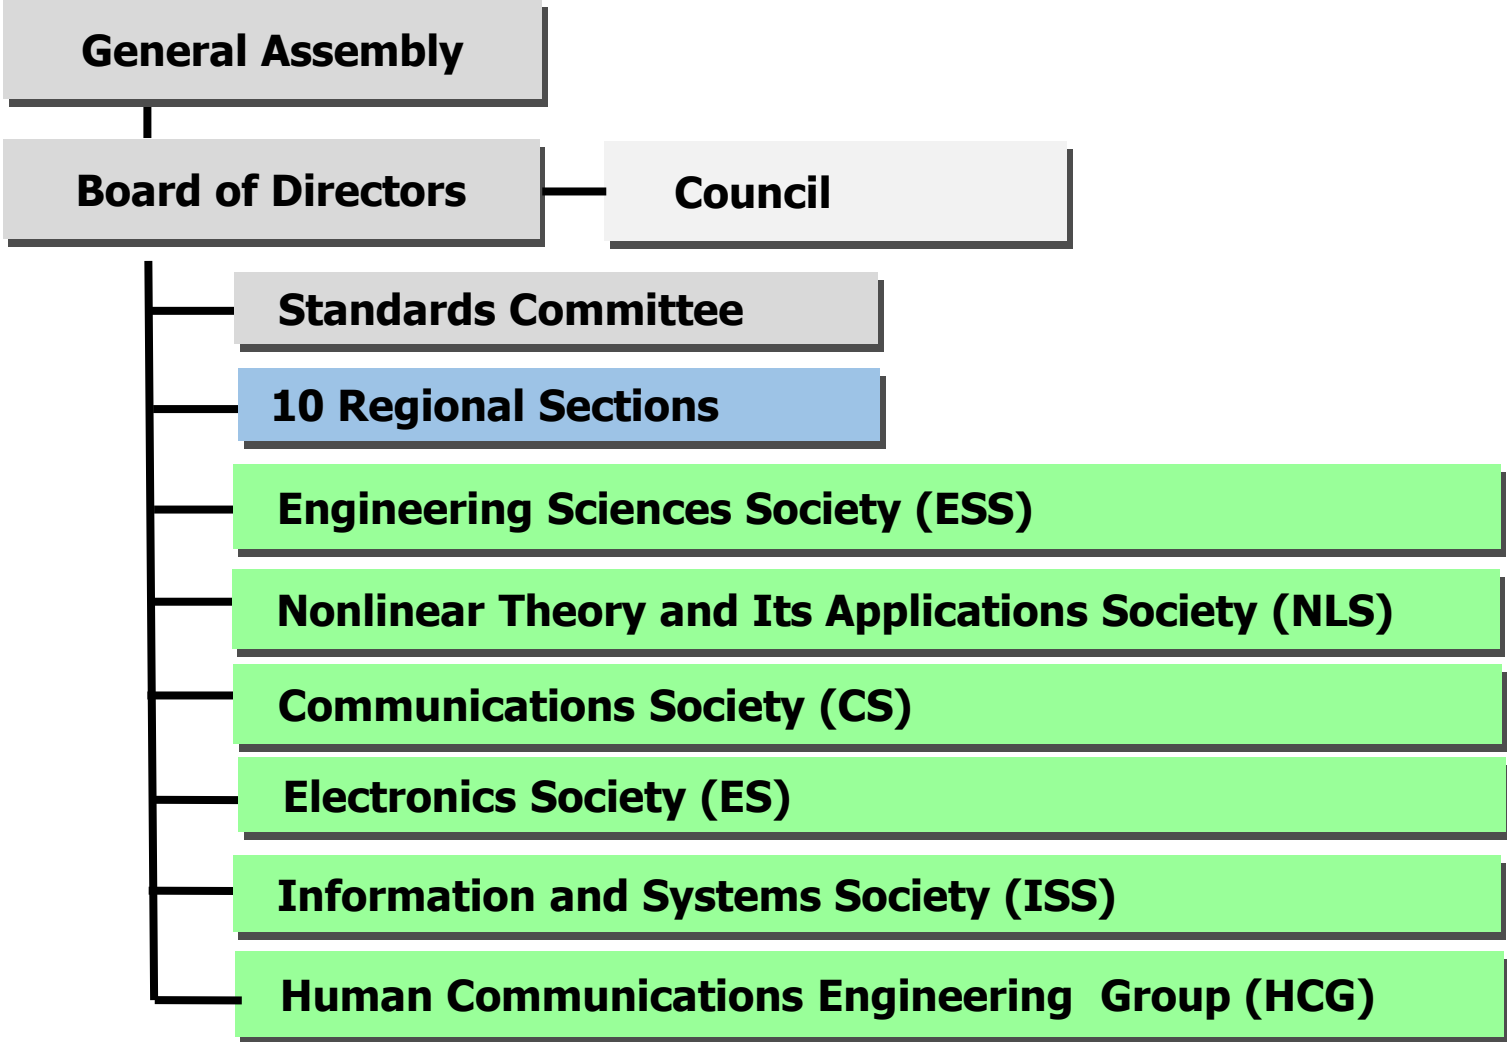 General Assembly
Board of Directors
Council
Standards Committee
10 Regional Sections
Engineering Sciences Society (ESS)
Nonlinear Theory and Its Applications Society (NLS)
Communications Society (CS)
Electronics Society (ES)
Information and Systems Society (ISS)
Human Communications Engineering  Group (HCG)